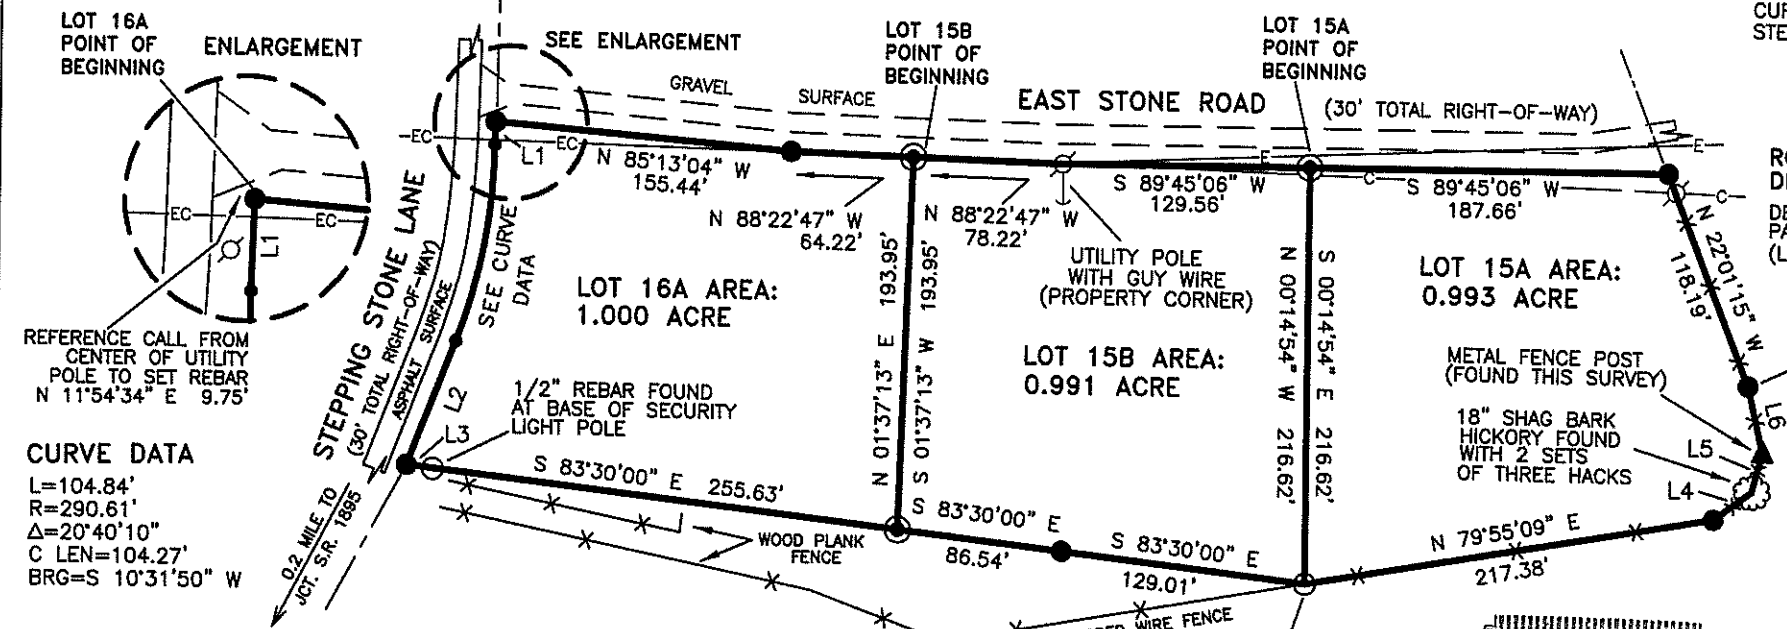 LOT 16A
POINT OF
BEGINNING
ENLARGEMENT
SEE ENLARGEMENT
LOT 15B
POINT OF
BEGINNING
LOT 15A
POINT OF
BEGINNING
GRAVEL
SURFACE
EAST STONE ROAD
(30' TOTAL RIGHT-OF-WAY)
EC
EC
L1
EC
EC
L1
N 85°13'04" W
155.44'
N 88°22'47" W
64.22'
N 88°22'47" W
78.22'
E
S 89°45'06" W
129.56'
W
C
S 89°45'06" W
187.66'
E
C
N 22°01'15" W
118.19'
STEPPING STONE LANE
(30' TOTAL RIGHT-OF-WAY)
ASPHALT SURFACE
SEE CURVE
DATA
LOT 16A AREA:
1.000 ACRE
N 01°37'13" E 193.95'
S 01°37'13" W 193.95'
UTILITY POLE
WITH GUY WIRE
(PROPERTY CORNER)
LOT 15B AREA:
0.991 ACRE
N 00°14'54" W 216.62'
S 00°14'54" E 216.62'
LOT 15A AREA:
0.993 ACRE
METAL FENCE POST
(FOUND THIS SURVEY)
18" SHAG BARK
HICKORY FOUND
WITH 2 SETS
OF THREE HACKS
L6
L5
L4
REFERENCE CALL FROM
CENTER OF UTILITY
POLE TO SET REBAR
N 11°54'34" E 9.75'
1/2" REBAR FOUND
AT BASE OF SECURITY
LIGHT POLE
L2
L3
CURVE DATA
L=104.84'
R=290.61'
Δ=20°40'10"
C LEN=104.27'
BRG=S 10°31'50" W
0.2 MILE TO
JCT. S.R. 1895
S 83°30'00" E 255.63'
WOOD PLANK
FENCE
S 83°30'00" E
86.54'
S 83°30'00" E
129.01'
N 79°55'09" E
217.38'
WIRE FENCE